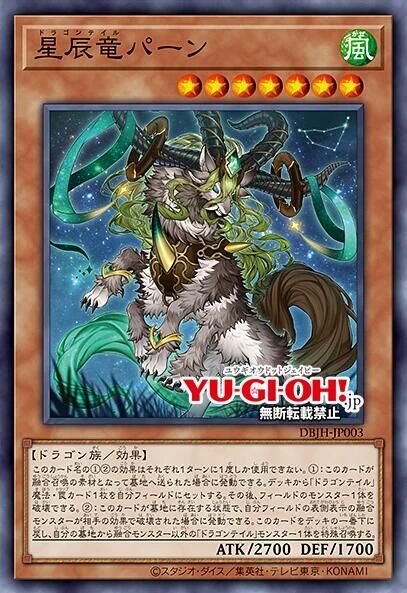 ドラゴンテイル
星辰竜パーン
かぜ
風
ユウギオウドットジェイピー
YU-GI-OH!.jp
無断転載禁止
DBJH-JP003
【ドラゴン族/効果】
このカード名の①②の効果はそれぞれ1ターンに1度しか使用できない。①:このカードが
融合召喚の素材となって墓地へ送られた場合に発動できる。デッキから「ドラゴンテイル」
魔法・罠カード1枚を自分フィールドにセットする。その後、フィールドのモンスター1体を
破壊できる。②:このカードが墓地に存在する状態で、自分フィールドの表側表示の融合
モンスターが相手の効果で破壊された場合に発動できる。このカードをデッキの一番下に
戻し、自分の墓地から融合モンスター以外の「ドラゴンテイル」モンスター1体を特殊召喚する。
ATK/2700 DEF/1700
©スタジオ・ダイス/集英社・テレビ東京・KONAMI